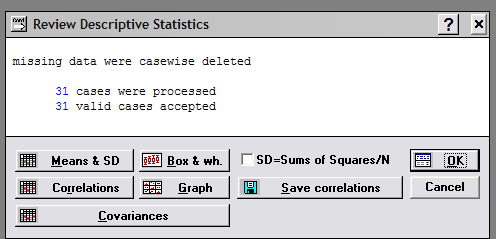 Review Descriptive Statistics
? ×
missing data were casewise deleted
31 cases were processed
31 valid cases accepted
Means & SD
Box & wh.
SD=Sums of Squares/N
OK
Correlations
Graph
Save correlations
Cancel
Covariances